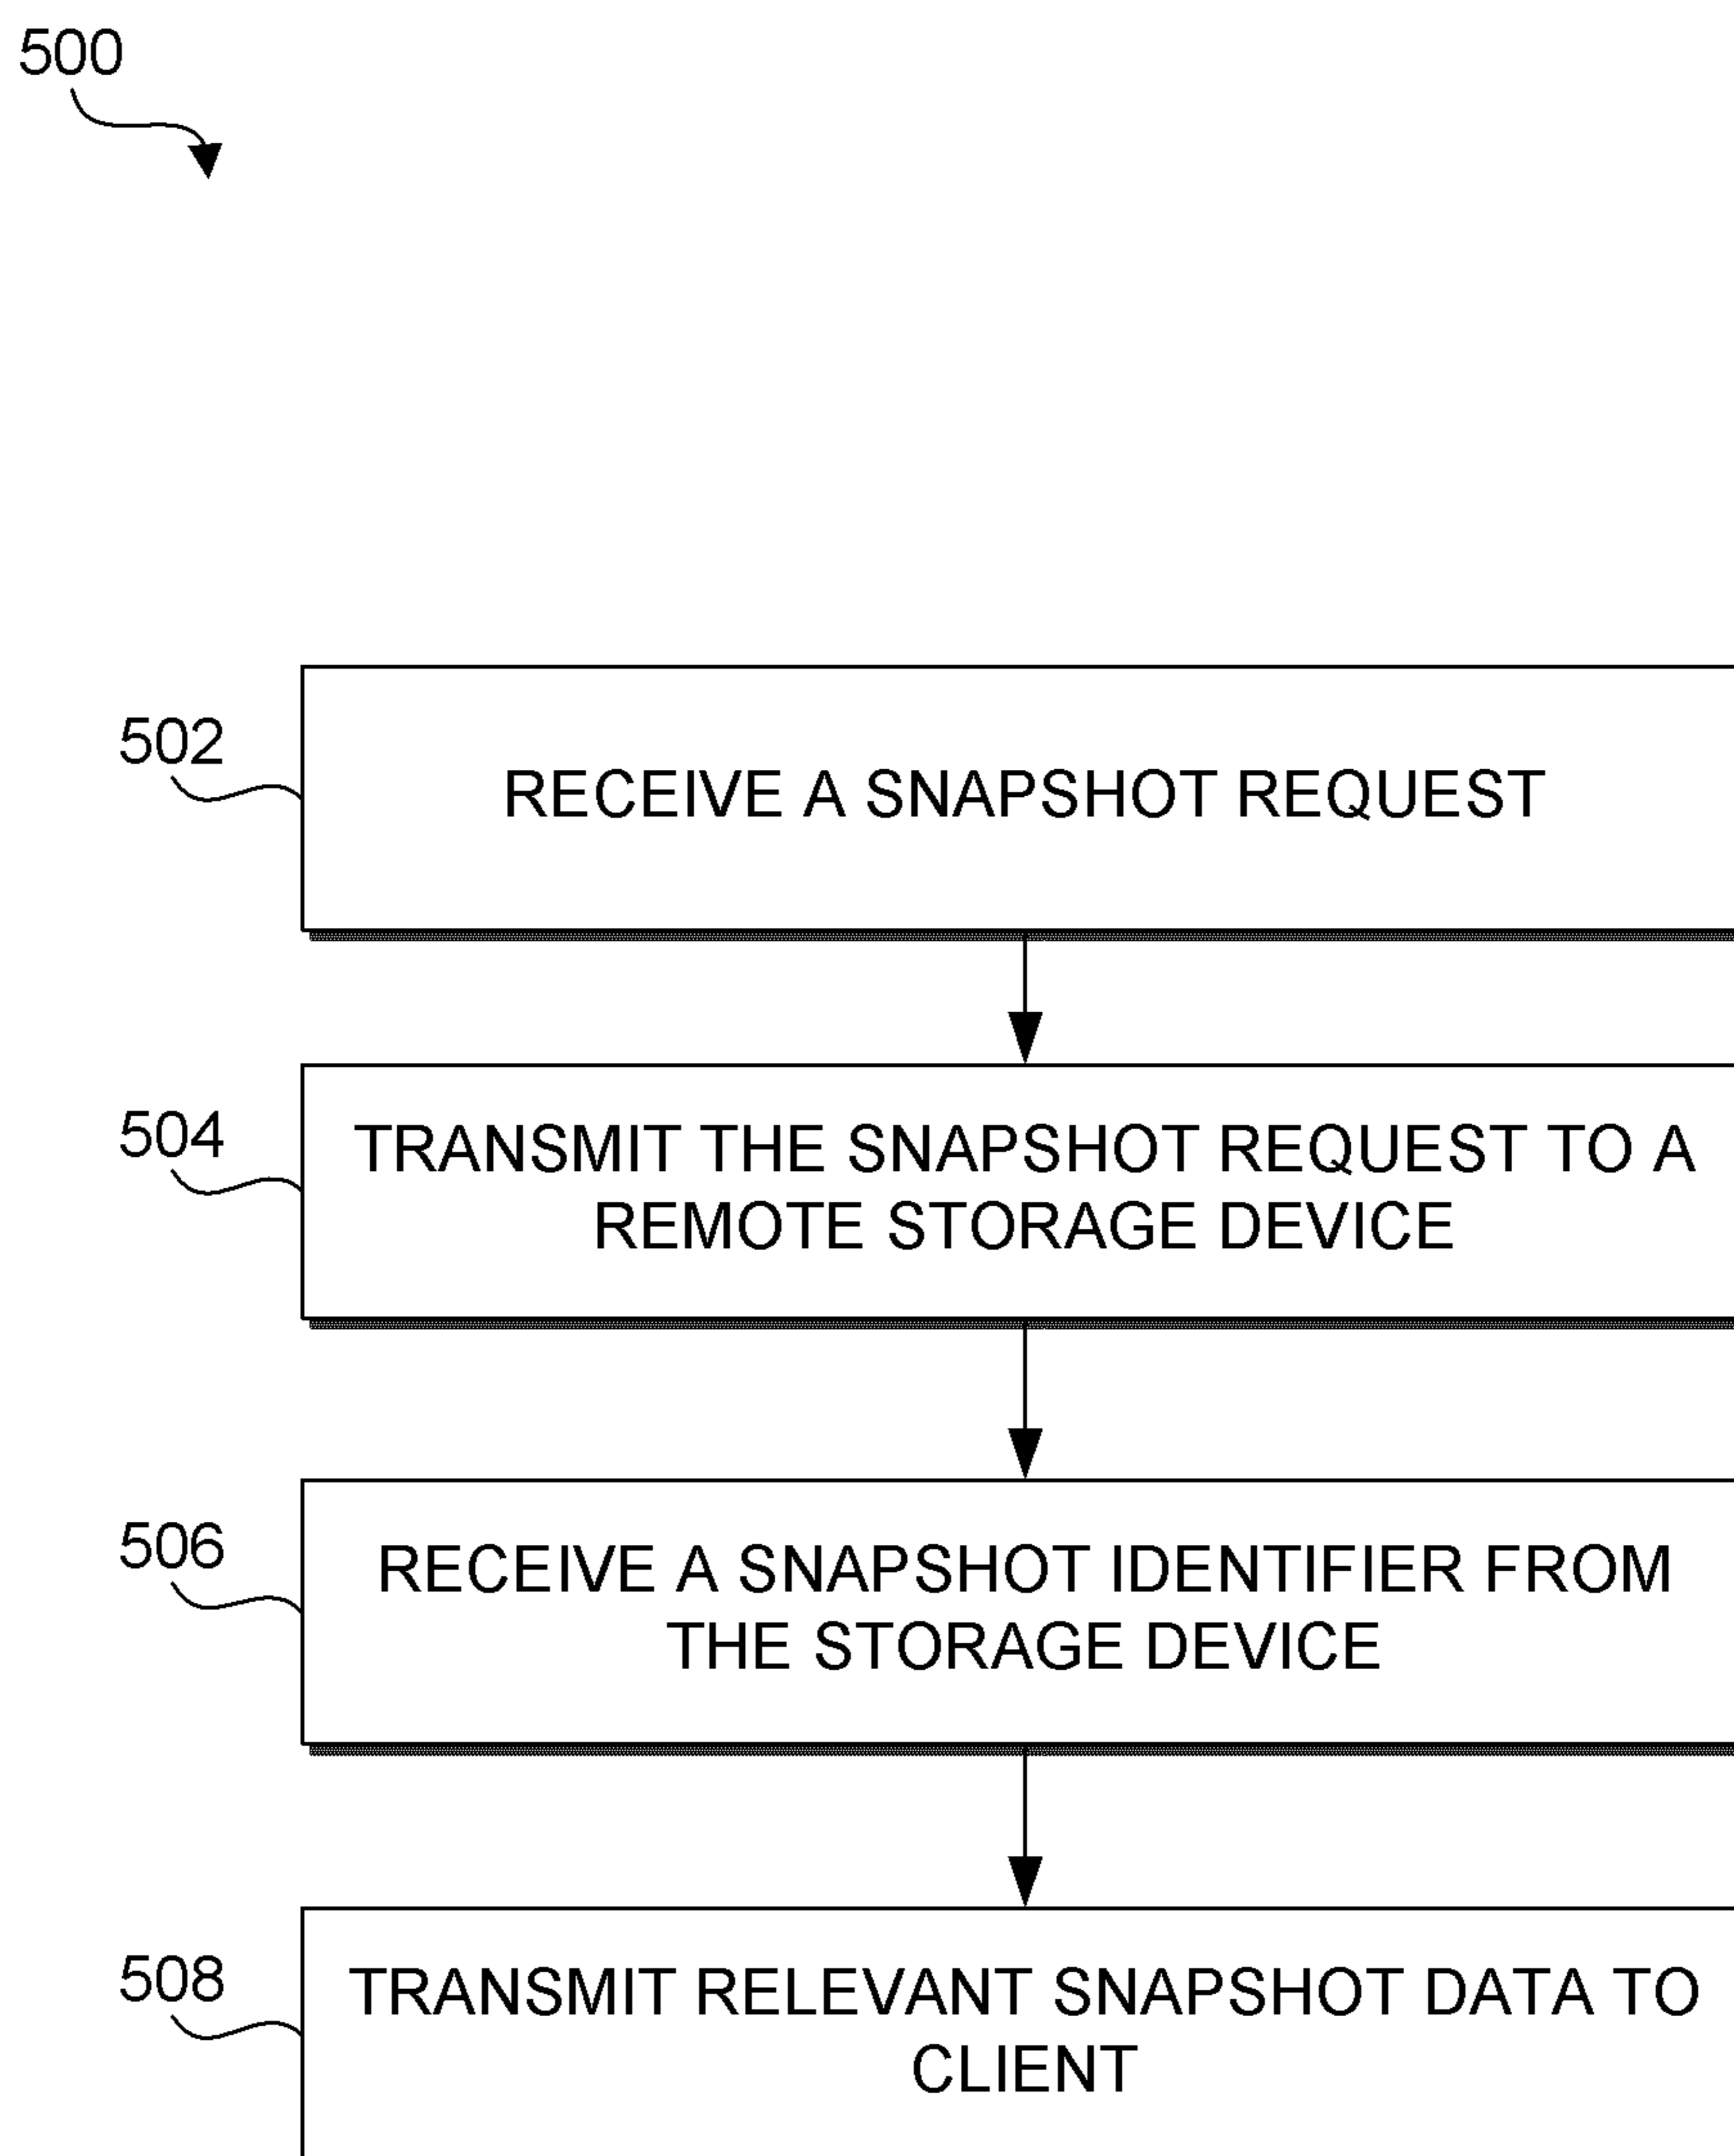 500
502
RECEIVE A SNAPSHOT REQUEST
504
TRANSMIT THE SNAPSHOT REQUEST TO A
REMOTE STORAGE DEVICE
506
RECEIVE A SNAPSHOT IDENTIFIER FROM
THE STORAGE DEVICE
508
TRANSMIT RELEVANT SNAPSHOT DATA TO
CLIENT